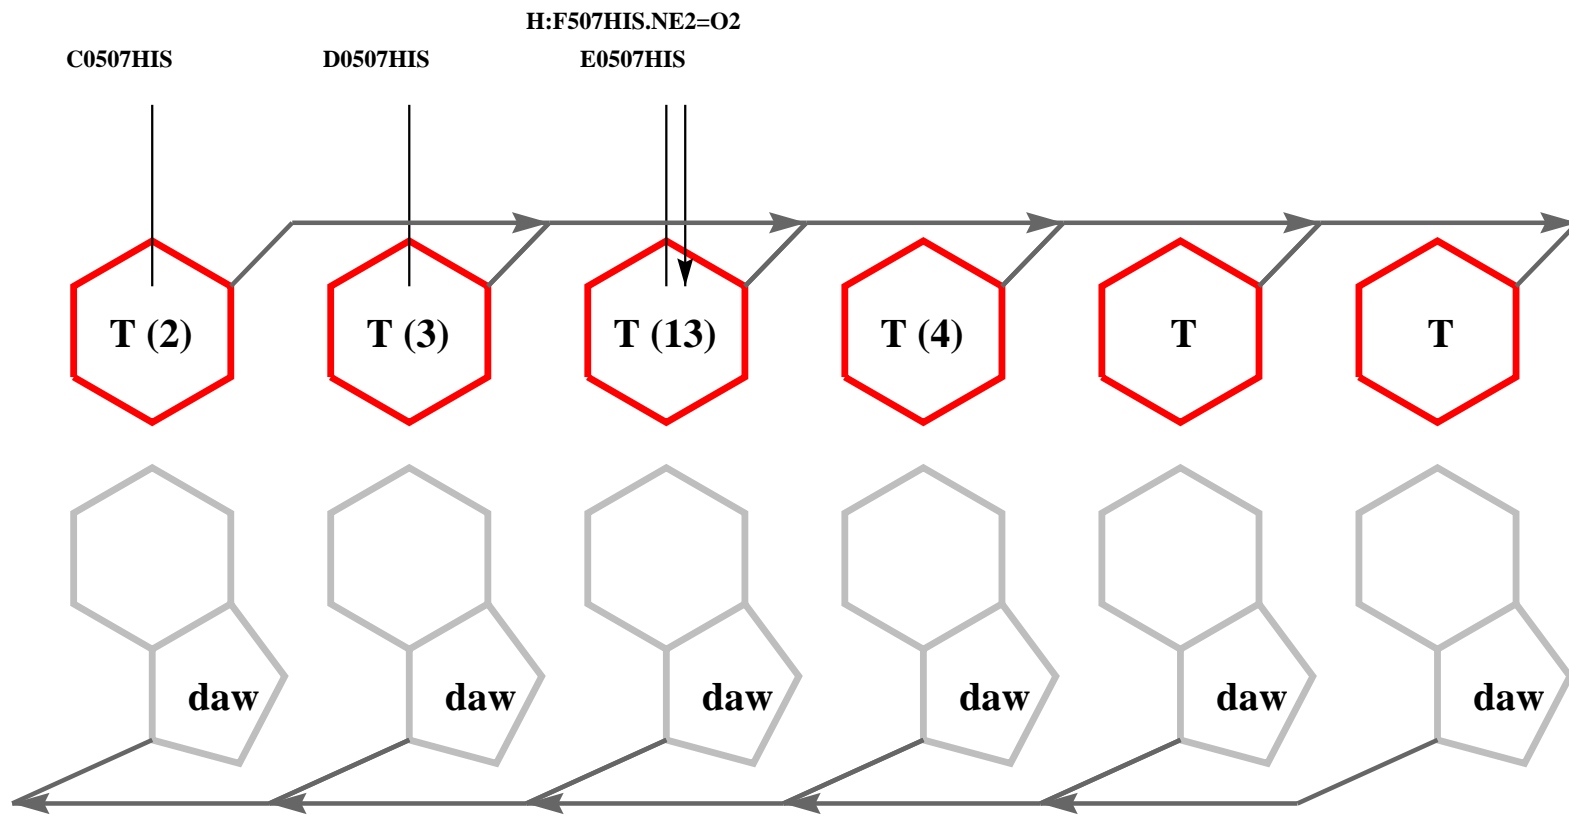 H:F507HIS.NE2=O2
C0507HIS D0507HIS E0507HIS
T (2) T (3) T (13) T (4) T T
daw daw daw daw daw daw